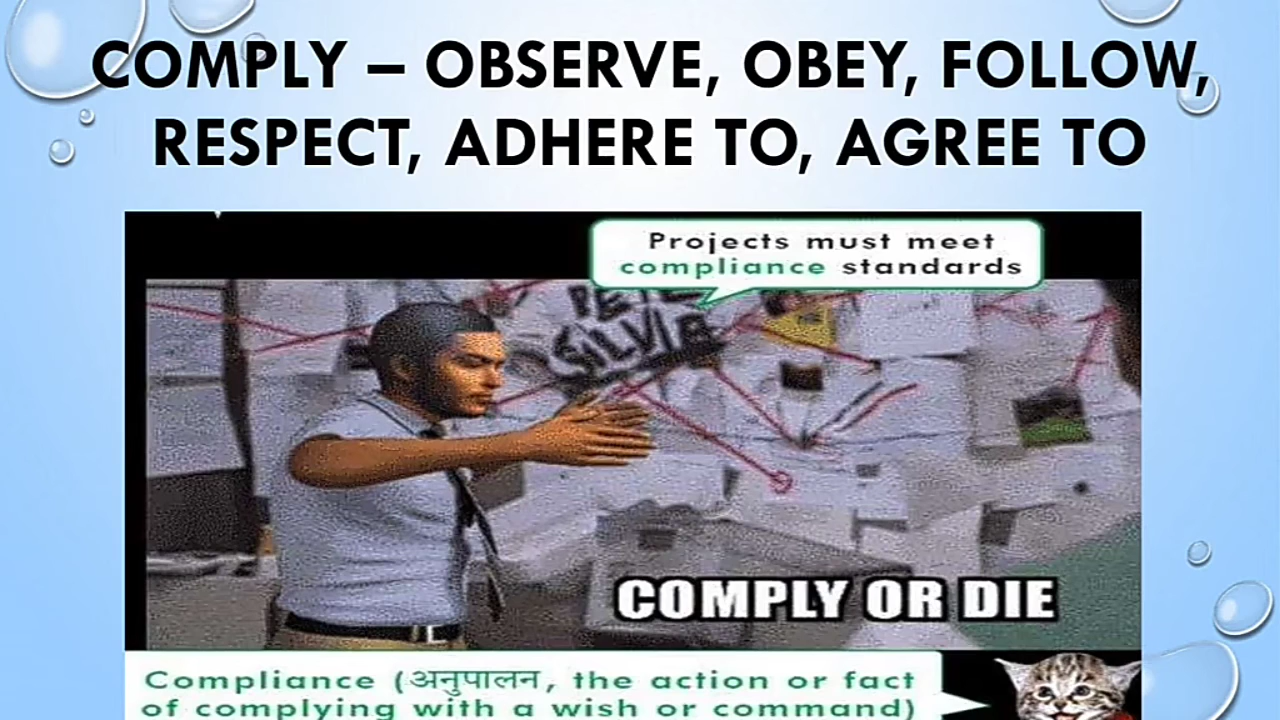 COMPLY – OBSERVE, OBEY, FOLLOW,
RESPECT, ADHERE TO, AGREE TO
Projects must meet
compliance standards
SILVIA
COMPLY OR DIE
Compliance (अनुपालन, the action or fact
of complying with a wish or command)